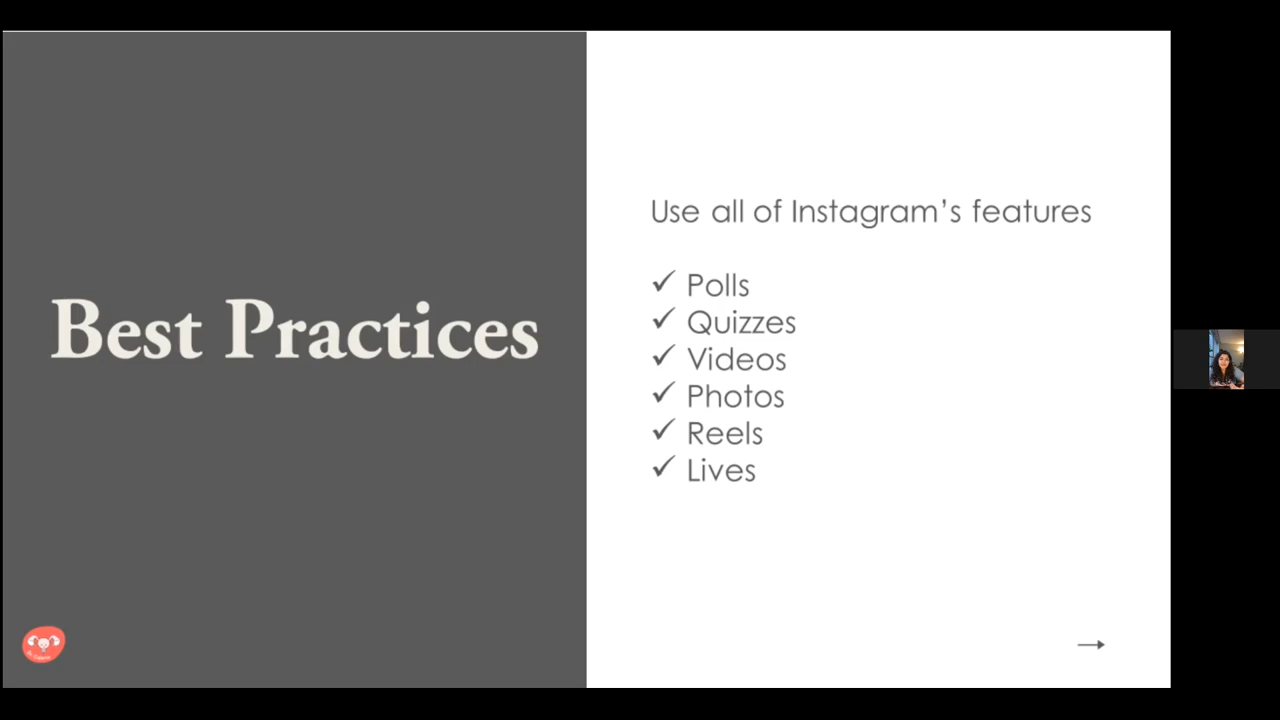 Best Practices
Use all of Instagram's features
✓ Polls
✓ Quizzes
✓ Videos
✓ Photos
✓ Reels
✓ Lives